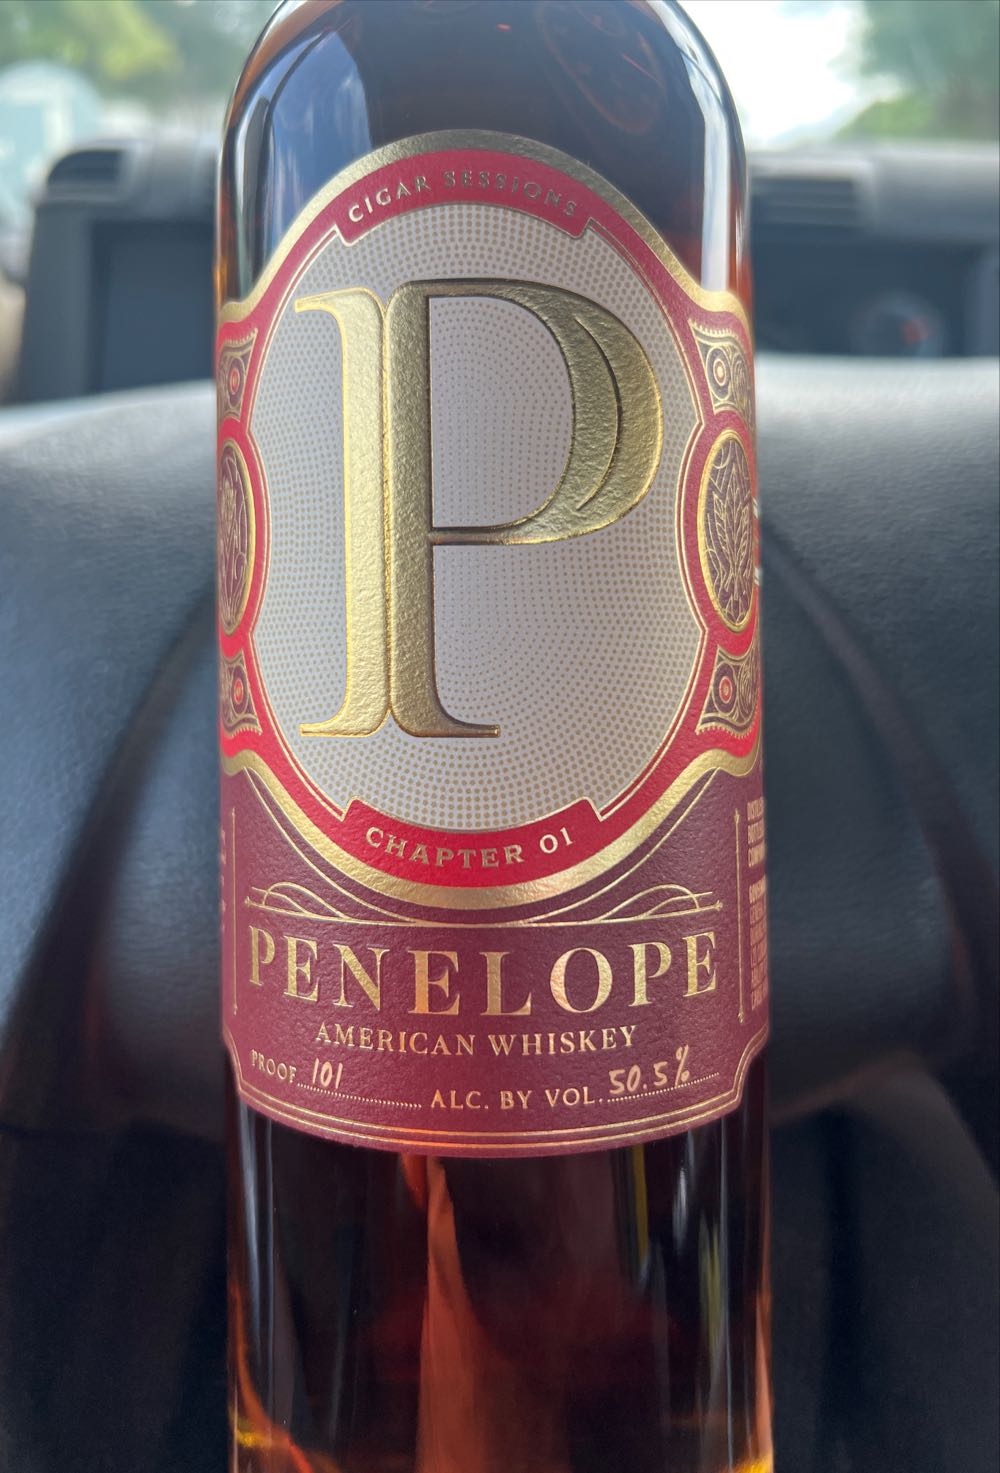 CIGAR SESSIONS
P
CHAPTER 01
PENELOPE
AMERICAN WHISKEY
PROOF 101 ALC. BY VOL. 50.5%